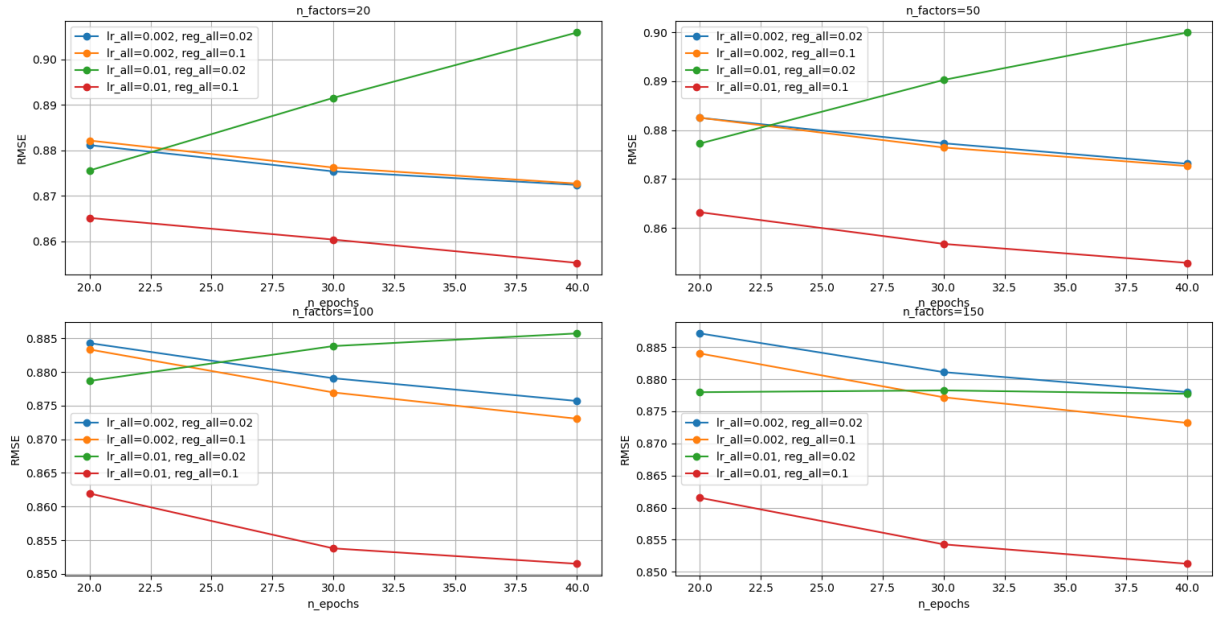 n_factors=20
0.90
0.89
0.88
0.87
0.86
RMSE
lr_all=0.002, reg_all=0.02
lr_all=0.002, reg_all=0.1
lr_all=0.01, reg_all=0.02
lr_all=0.01, reg_all=0.1
20.0 22.5 25.0 27.5 30.0 32.5 35.0 37.5 40.0
n_epochs
n_factors=50
0.90
0.89
0.88
0.87
0.86
RMSE
lr_all=0.002, reg_all=0.02
lr_all=0.002, reg_all=0.1
lr_all=0.01, reg_all=0.02
lr_all=0.01, reg_all=0.1
20.0 22.5 25.0 27.5 30.0 32.5 35.0 37.5 40.0
n_epochs
n_factors=100
0.885
0.880
0.875
0.870
0.865
0.860
0.855
0.850
RMSE
lr_all=0.002, reg_all=0.02
lr_all=0.002, reg_all=0.1
lr_all=0.01, reg_all=0.02
lr_all=0.01, reg_all=0.1
20.0 22.5 25.0 27.5 30.0 32.5 35.0 37.5 40.0
n_epochs
n_factors=150
0.885
0.880
0.875
0.870
0.865
0.860
0.855
0.850
RMSE
lr_all=0.002, reg_all=0.02
lr_all=0.002, reg_all=0.1
lr_all=0.01, reg_all=0.02
lr_all=0.01, reg_all=0.1
20.0 22.5 25.0 27.5 30.0 32.5 35.0 37.5 40.0
n_epochs